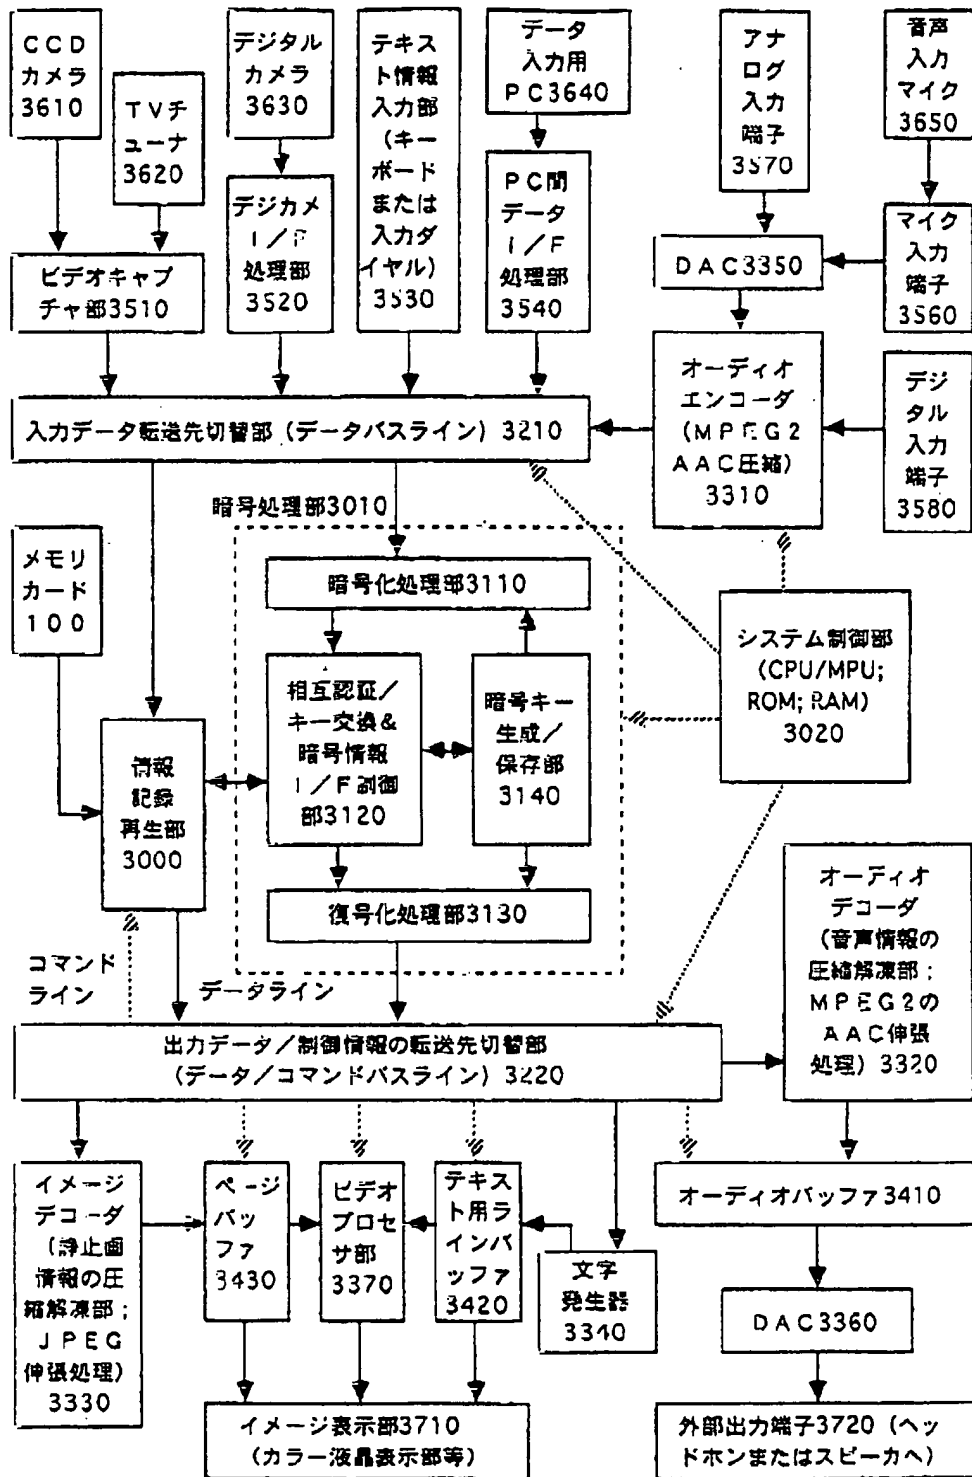 CCD
カメラ
3610
TVチ
ューナ
3620
デジタル
カメラ
3630
テキス
ト情報
入力部
(キー
ボード
または
入力ダ
イヤル)
3530
データ
入力用
PC3640
アナ
ログ
入力
端子
3570
音声
入力
マイク
3650
ビデオキャプ
チャ部3510
デジカメ
I/F
処理部
3520
PC間
データ
I/F
処理部
3540
DAC3350
マイク
入力
端子
3560
オーディオ
エンコーダ
(MPEG2
AAC圧縮)
3310
デジ
タル
入力
端子
3580
入力データ転送先切替部(データバスライン)3210
暗号処理部3010
メモリ
カード
100
暗号化処理部3110
相互認証/
キー交換&
暗号情報
I/F制御
部3120
暗号キー
生成/
保存部
3140
システム制御部
(CPU/MPU;
ROM; RAM)
3020
情報
記録
再生部
3000
復号化処理部3130
コマンド
ライン
データライン
オーディオ
デコーダ
(音声情報の
圧縮解凍部;
MPEG2の
AAC伸張
処理)3320
出力データ/制御情報の転送先切替部
(データ/コマンドバスライン)3220
イメージ
デコーダ
(静止画
情報の圧
縮解凍部;
JPEG
伸張処理)
3330
ページ
バッ
ファ
3430
ビデオ
プロセ
サ部
3370
テキス
ト用ラ
インバ
ッファ
3420
文字
発生器
3340
オーディオバッファ3410
DAC3360
イメージ表示部3710
(カラー液晶表示部等)
外部出力端子3720(ヘッ
ドホンまたはスピーカへ)